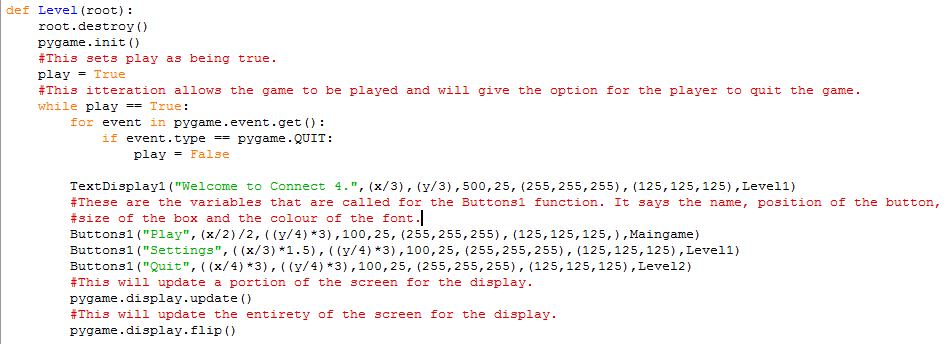 def Level(root):
    root.destroy()
    pygame.init()
    #This sets play as being true.
    play = True
    #This itteration allows the game to be played and will give the option for the player to quit the game.
    while play == True:
        for event in pygame.event.get():
            if event.type == pygame.QUIT:
                play = False

        TextDisplay1("Welcome to Connect 4.",(x/3),(y/3),500,25,(255,255,255),(125,125,125),Level1)
        #These are the variables that are called for the Buttons1 function. It says the name, position of the button,
        #size of the box and the colour of the font.
        Buttons1("Play",(x/2)/2,((y/4)*3),100,25,(255,255,255),(125,125,125,),Maingame)
        Buttons1("Settings",((x/3)*1.5),((y/4)*3),100,25,(255,255,255),(125,125,125),Level1)
        Buttons1("Quit",((x/4)*3),((y/4)*3),100,25,(255,255,255),(125,125,125),Level2)
        #This will update a portion of the screen for the display.
        pygame.display.update()
        #This will update the entirety of the screen for the display.
        pygame.display.flip()